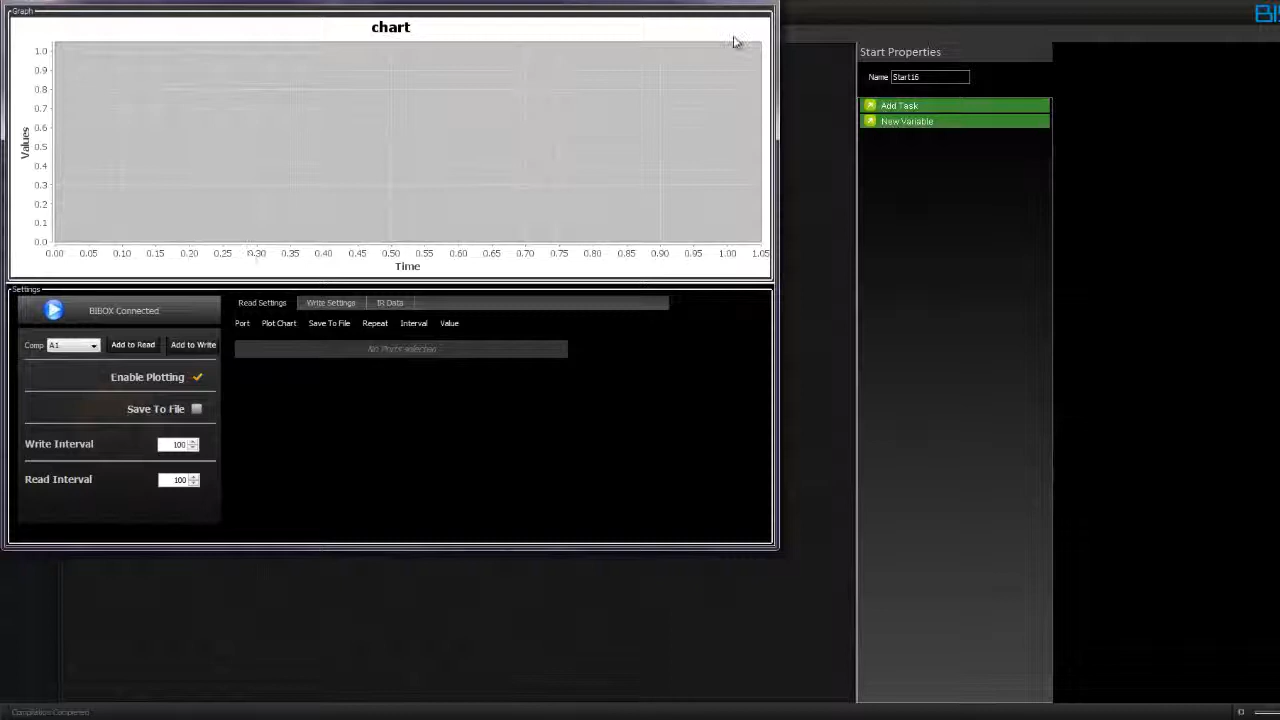 Graph
chart
1.0
0.9
0.8
0.7
0.6
0.5
0.4
0.3
0.2
0.1
0.0
Values
0.00 0.05 0.10 0.15 0.20 0.25 0.30 0.35 0.40 0.45 0.50 0.55 0.60 0.65 0.70 0.75 0.80 0.85 0.90 0.95 1.00 1.05
Time
Settings
BIBOX Connected
Comp A1 Add to Read Add to Write
Enable Plotting
Save To File
Write Interval 100
Read Interval 100
Read Settings Write Settings IR Data
Port Plot Chart Save To File Repeat Interval Value
No Ports selected
Start Properties
Name Start16
Add Task
New Variable
Compilation Completed